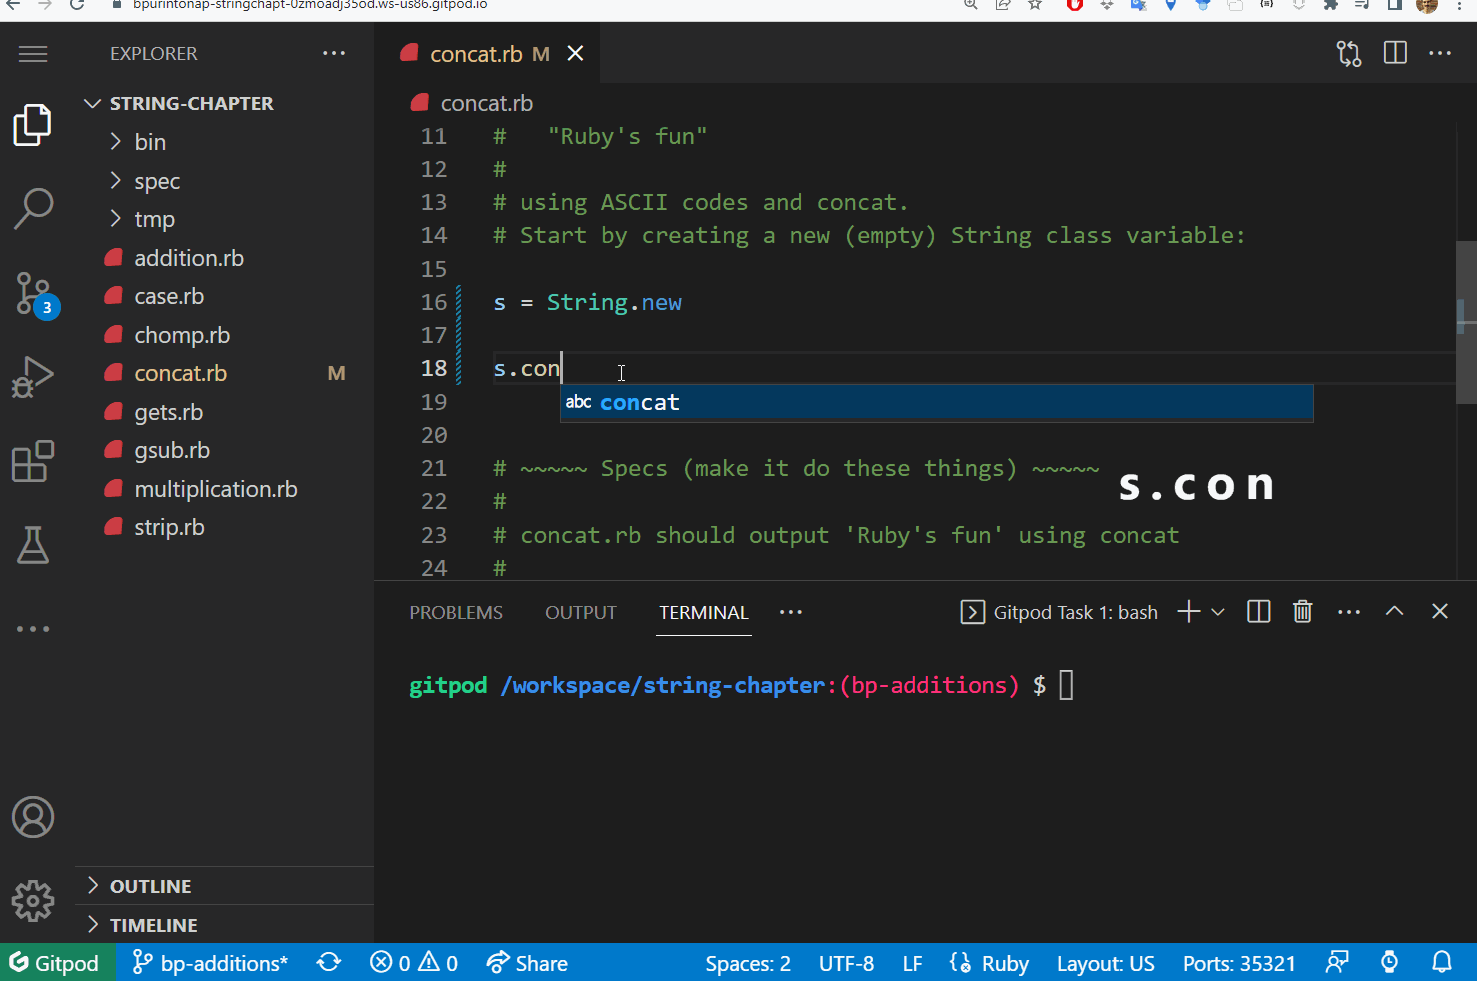 bpurintonap-stringchapt-0zmoadj35od.ws-us86.gitpod.io
EXPLORER
STRING-CHAPTER
bin
spec
tmp
addition.rb
case.rb
chomp.rb
concat.rb M
gets.rb
gsub.rb
multiplication.rb
strip.rb
OUTLINE
TIMELINE
3
concat.rb M
concat.rb
11 #   "Ruby's fun"
12 #
13 # using ASCII codes and concat.
14 # Start by creating a new (empty) String class variable:
15
16 s = String.new
17
18 s.con
abc concat
19
20
21 # ~~~~~ Specs (make it do these things) ~~~~~
s.con
22 #
23 # concat.rb should output 'Ruby's fun' using concat
24 #
PROBLEMS OUTPUT TERMINAL ··· Gitpod Task 1: bash
gitpod /workspace/string-chapter:(bp-additions) $
Gitpod bp-additions* 0 0 Share Spaces: 2 UTF-8 LF Ruby Layout: US Ports: 35321